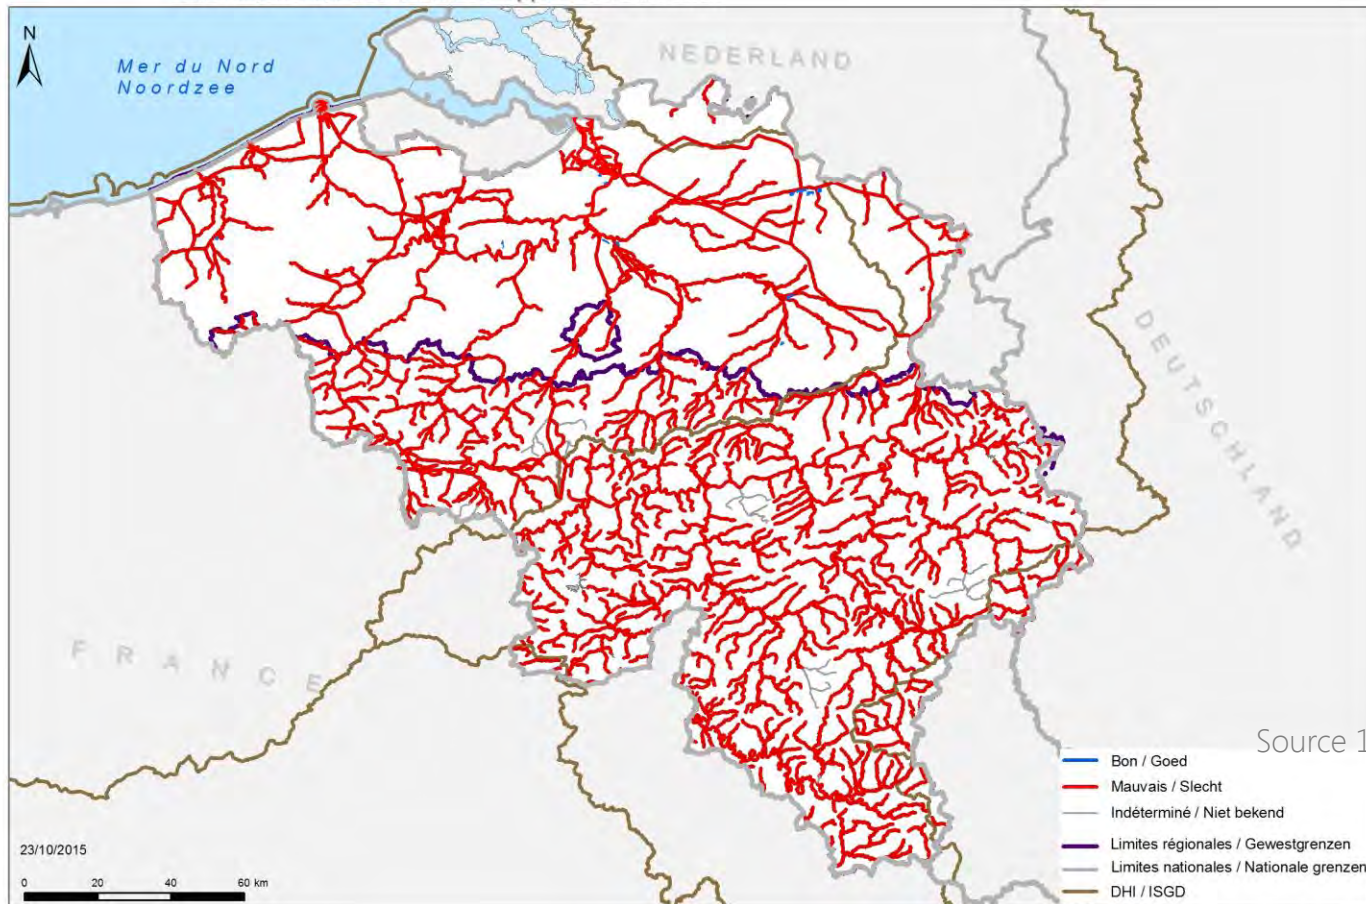 N
Mer du Nord
Noordzee
NEDERLAND
DEUTSCHLAND
FRANCE
Source 1
Bon / Goed
Mauvais / Slecht
Indéterminé / Niet bekend
Limites régionales / Gewestgrenzen
Limites nationales / Nationale grenzen
DHI / ISGD
23/10/2015
0 20 40 60 km